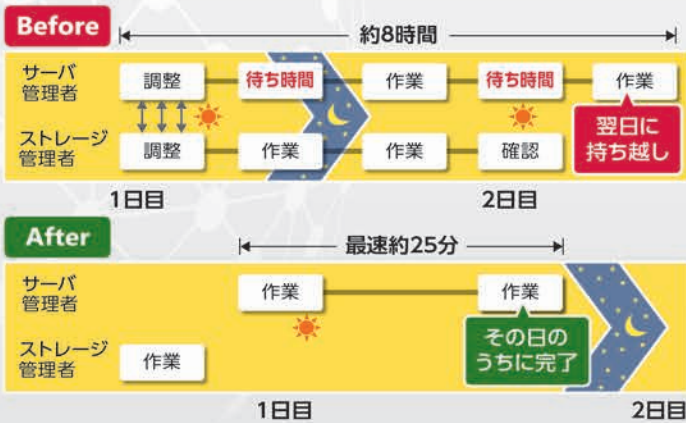 Before
約8時間
サーバ
管理者
調整
待ち時間
作業
待ち時間
作業
翌日に
持ち越し
ストレージ
管理者
調整
作業
作業
確認
1日目
2日目
After
最速約25分
サーバ
管理者
作業
作業
その日の
うちに完了
ストレージ
管理者
作業
1日目
2日目